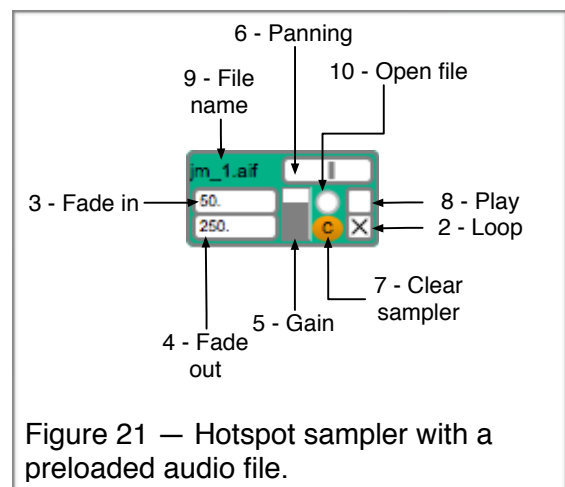 6 - Panning
10 - Open file
9 - File
name
jm_1.aif
3 - Fade in
50.
8 - Play
250.
C
2 - Loop
7 - Clear
sampler
5 - Gain
4 - Fade
out
Figure 21 — Hotspot sampler with a
preloaded audio file.